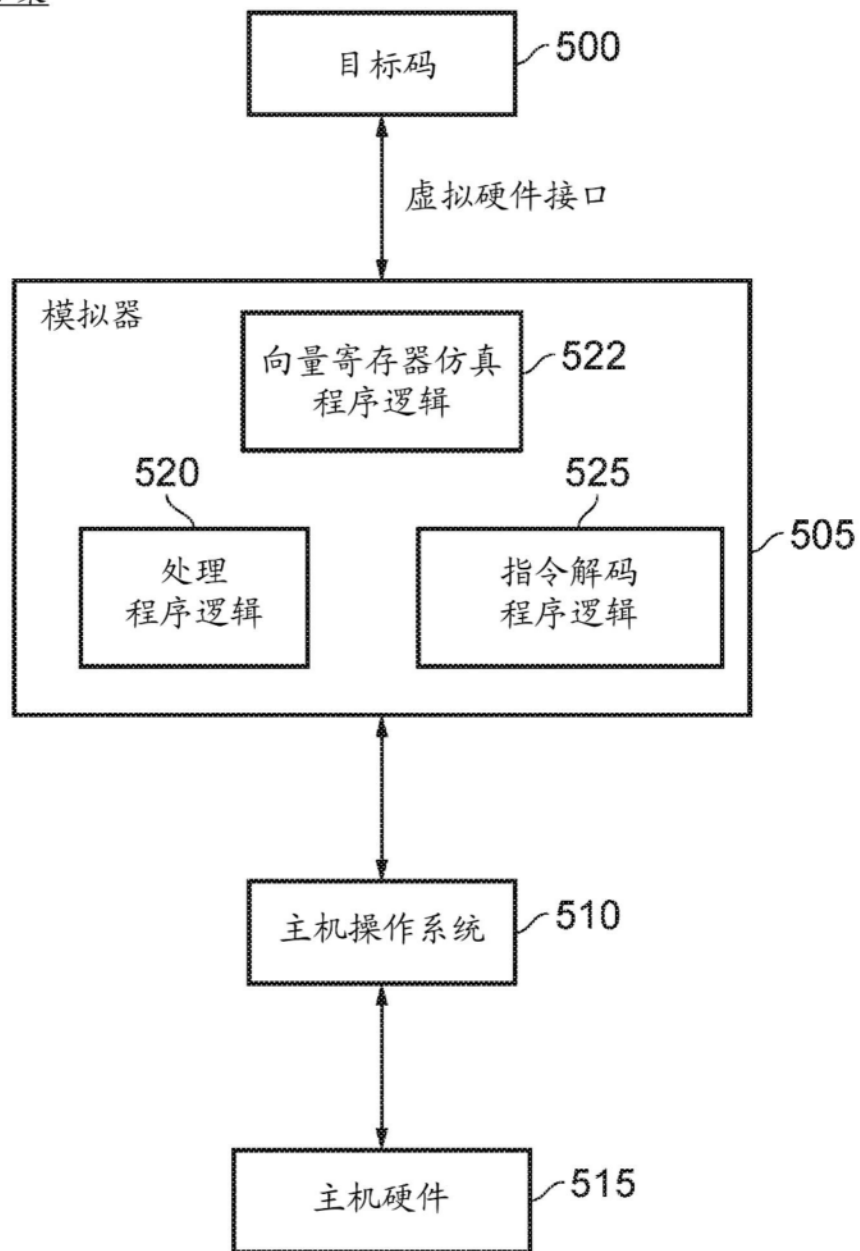 目标码
500
虚拟硬件接口
模拟器
向量寄存器仿真
程序逻辑
522
520
525
处理
程序逻辑
指令解码
程序逻辑
505
主机操作系统
510
主机硬件
515